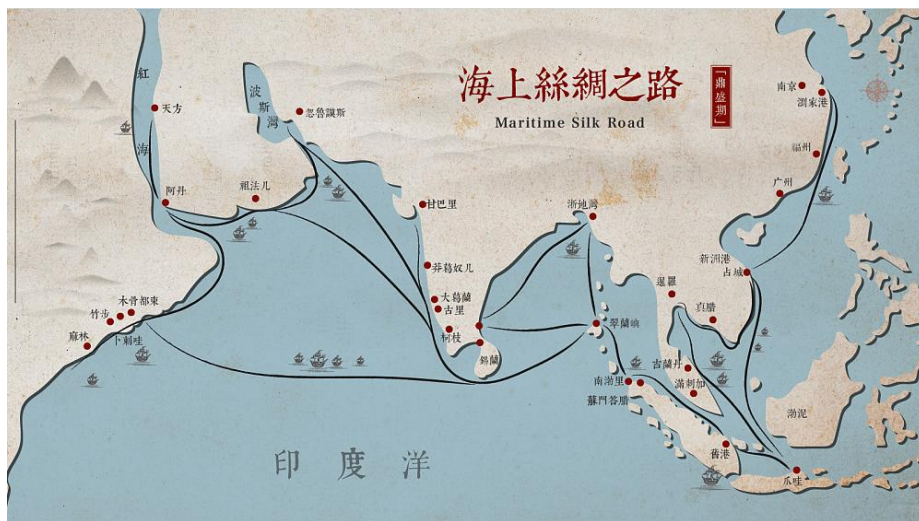 海上絲綢之路
「鼎盛期」
Maritime Silk Road
紅海
天方
波斯灣
忽魯謨斯
阿丹
祖法儿
甘巴里
浙地灣
南京
瀏家港
福州
广州
新洲港
占城
莽葛奴儿
暹羅
真腊
大葛蘭
古里
柯枝
錫蘭
翠蘭嶼
木骨都東
竹步
卜剌哇
麻林
南渤里
蘇門答腊
古蘭丹
滿剌加
渤泥
舊港
爪哇
印度洋